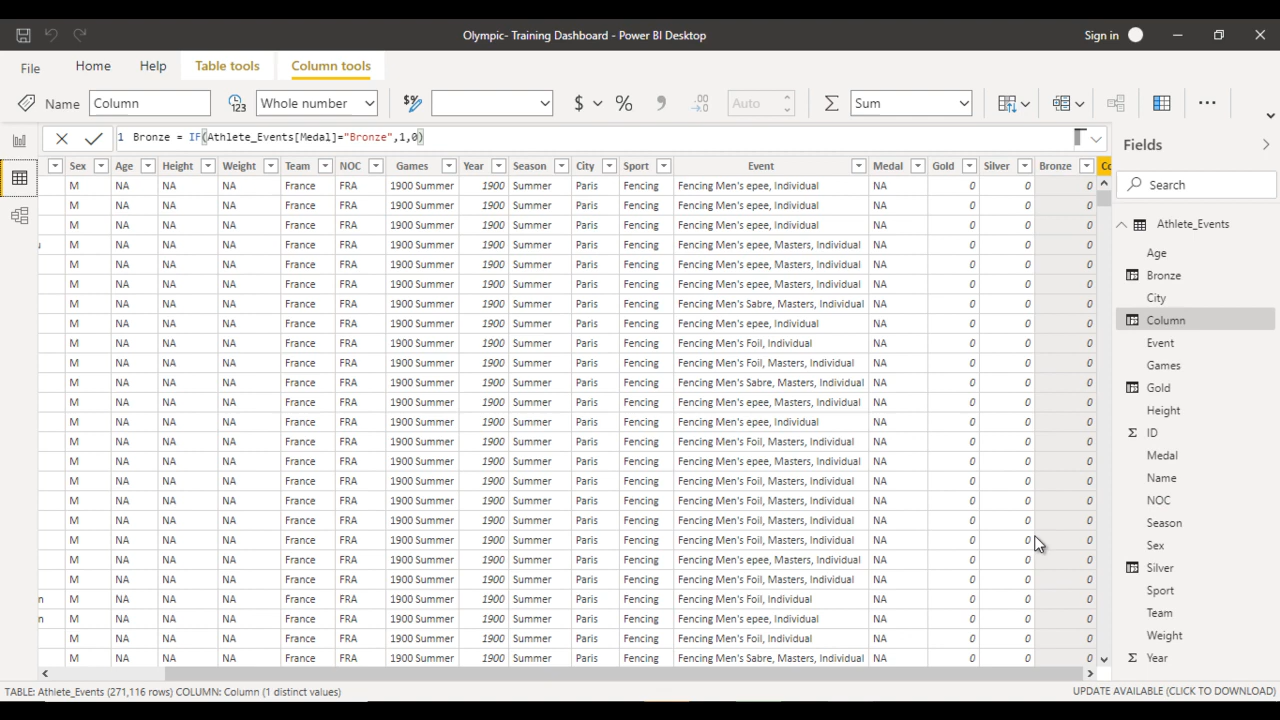 Olympic- Training Dashboard - Power BI Desktop Sign in
File Home Help Table tools Column tools
Name Column Whole number $ % Auto Sum
1 Bronze = IF(Athlete_Events[Medal]="Bronze",1,0)
Sex Age Height Weight Team NOC Games Year Season City Sport Event Medal Gold Silver Bronze Co
M NA NA NA France FRA 1900 Summer 1900 Summer Paris Fencing Fencing Men's epee, Individual NA 0 0 0
M NA NA NA France FRA 1900 Summer 1900 Summer Paris Fencing Fencing Men's epee, Individual NA 0 0 0
M NA NA NA France FRA 1900 Summer 1900 Summer Paris Fencing Fencing Men's epee, Individual NA 0 0 0
M NA NA NA France FRA 1900 Summer 1900 Summer Paris Fencing Fencing Men's epee, Masters, Individual NA 0 0 0
M NA NA NA France FRA 1900 Summer 1900 Summer Paris Fencing Fencing Men's epee, Masters, Individual NA 0 0 0
M NA NA NA France FRA 1900 Summer 1900 Summer Paris Fencing Fencing Men's epee, Masters, Individual NA 0 0 0
M NA NA NA France FRA 1900 Summer 1900 Summer Paris Fencing Fencing Men's Sabre, Masters, Individual NA 0 0 0
M NA NA NA France FRA 1900 Summer 1900 Summer Paris Fencing Fencing Men's epee, Individual NA 0 0 0
M NA NA NA France FRA 1900 Summer 1900 Summer Paris Fencing Fencing Men's Foil, Individual NA 0 0 0
M NA NA NA France FRA 1900 Summer 1900 Summer Paris Fencing Fencing Men's Foil, Masters, Individual NA 0 0 0
M NA NA NA France FRA 1900 Summer 1900 Summer Paris Fencing Fencing Men's Sabre, Masters, Individual NA 0 0 0
M NA NA NA France FRA 1900 Summer 1900 Summer Paris Fencing Fencing Men's epee, Masters, Individual NA 0 0 0
M NA NA NA France FRA 1900 Summer 1900 Summer Paris Fencing Fencing Men's epee, Individual NA 0 0 0
M NA NA NA France FRA 1900 Summer 1900 Summer Paris Fencing Fencing Men's Foil, Masters, Individual NA 0 0 0
M NA NA NA France FRA 1900 Summer 1900 Summer Paris Fencing Fencing Men's epee, Masters, Individual NA 0 0 0
M NA NA NA France FRA 1900 Summer 1900 Summer Paris Fencing Fencing Men's Foil, Masters, Individual NA 0 0 0
M NA NA NA France FRA 1900 Summer 1900 Summer Paris Fencing Fencing Men's Foil, Masters, Individual NA 0 0 0
M NA NA NA France FRA 1900 Summer 1900 Summer Paris Fencing Fencing Men's Foil, Masters, Individual NA 0 0 0
M NA NA NA France FRA 1900 Summer 1900 Summer Paris Fencing Fencing Men's Foil, Masters, Individual NA 0 0 0
M NA NA NA France FRA 1900 Summer 1900 Summer Paris Fencing Fencing Men's epee, Masters, Individual NA 0 0 0
M NA NA NA France FRA 1900 Summer 1900 Summer Paris Fencing Fencing Men's Foil, Masters, Individual NA 0 0 0
n M NA NA NA France FRA 1900 Summer 1900 Summer Paris Fencing Fencing Men's Foil, Individual NA 0 0 0
n M NA NA NA France FRA 1900 Summer 1900 Summer Paris Fencing Fencing Men's epee, Individual NA 0 0 0
M NA NA NA France FRA 1900 Summer 1900 Summer Paris Fencing Fencing Men's Foil, Individual NA 0 0 0
M NA NA NA France FRA 1900 Summer 1900 Summer Paris Fencing Fencing Men's Sabre, Masters, Individual NA 0 0 0
Fields
Search
Athlete_Events
Age
Bronze
City
Column
Event
Games
Gold
Height
Σ ID
Medal
Name
NOC
Season
Sex
Silver
Sport
Team
Weight
Σ Year
TABLE: Athlete_Events (271,116 rows) COLUMN: Column (1 distinct values) UPDATE AVAILABLE (CLICK TO DOWNLOAD)